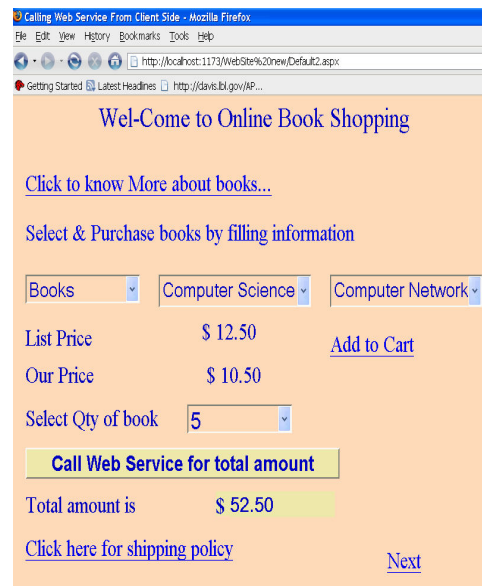 Calling Web Service From Client Side - Mozilla Firefox
File Edit View History Bookmarks Tools Help
http://localhost:1173/WebSite%20new/Default2.aspx
Getting Started Latest Headlines http://davis.lbl.gov/AP...
Wel-Come to Online Book Shopping
Click to know More about books...
Select & Purchase books by filling information
Books Computer Science Computer Network
List Price $ 12.50 Add to Cart
Our Price $ 10.50
Select Qty of book 5
Call Web Service for total amount
Total amount is $ 52.50
Click here for shipping policy
Next